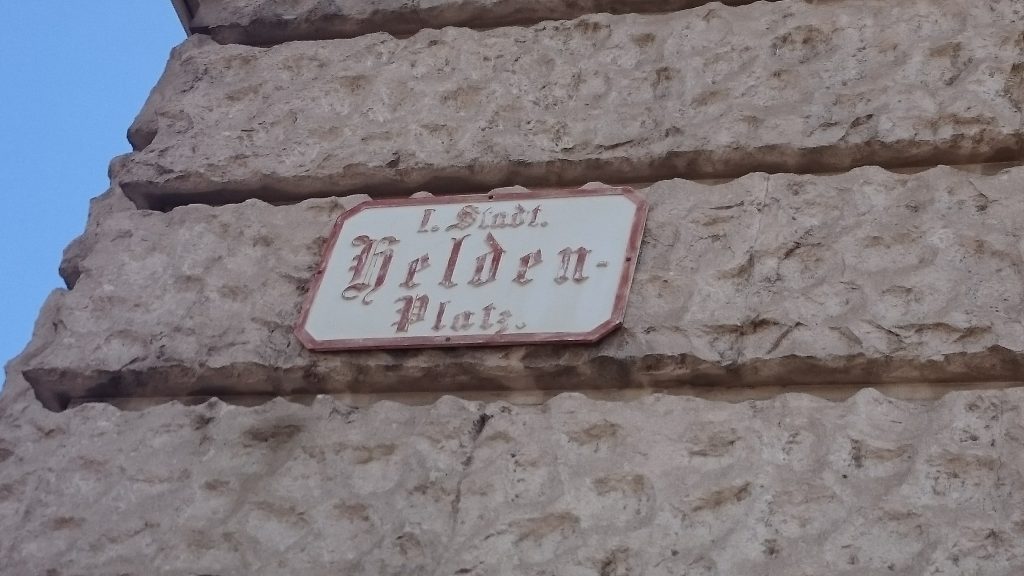 I. Stadt.
Helden-
Platz.